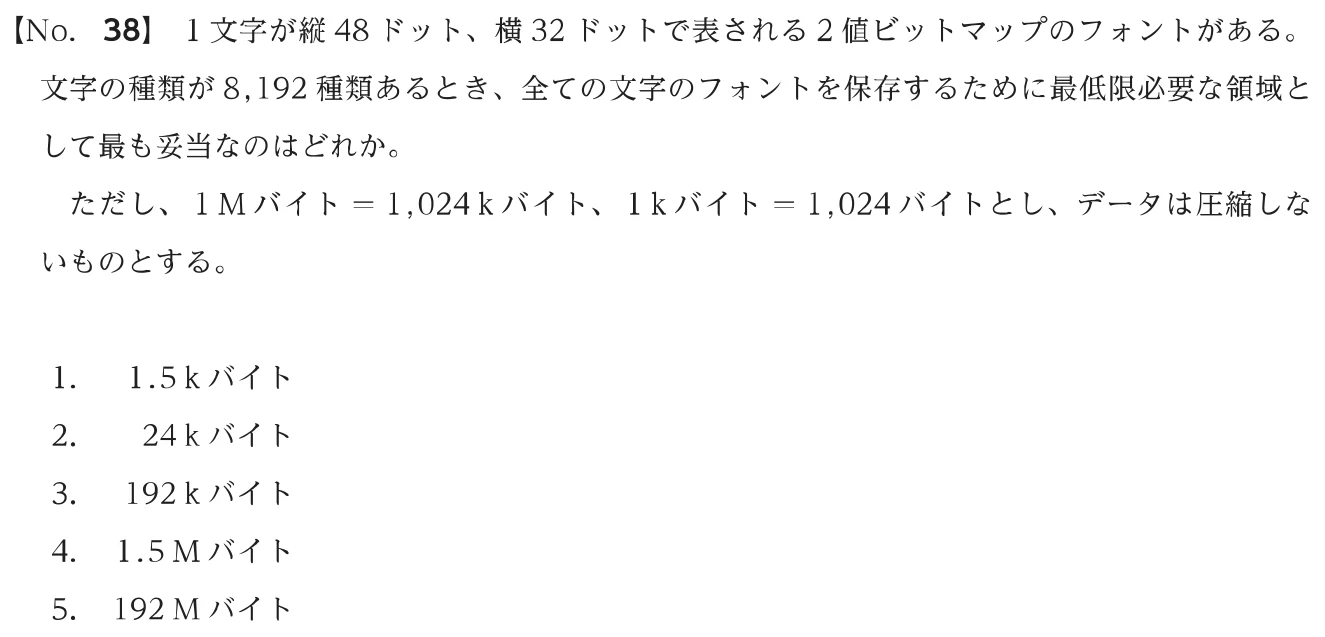 【No. 38】 1文字が縦48ドット、横32ドットで表される2値ビットマップのフォントがある。
文字の種類が8,192種類あるとき、全ての文字のフォントを保存するために最低限必要な領域と
して最も妥当なのはどれか。
ただし、1Mバイト＝1,024kバイト、1kバイト＝1,024バイトとし、データは圧縮しな
いものとする。
1. 1.5kバイト
2. 24kバイト
3. 192kバイト
4. 1.5Mバイト
5. 192Mバイト